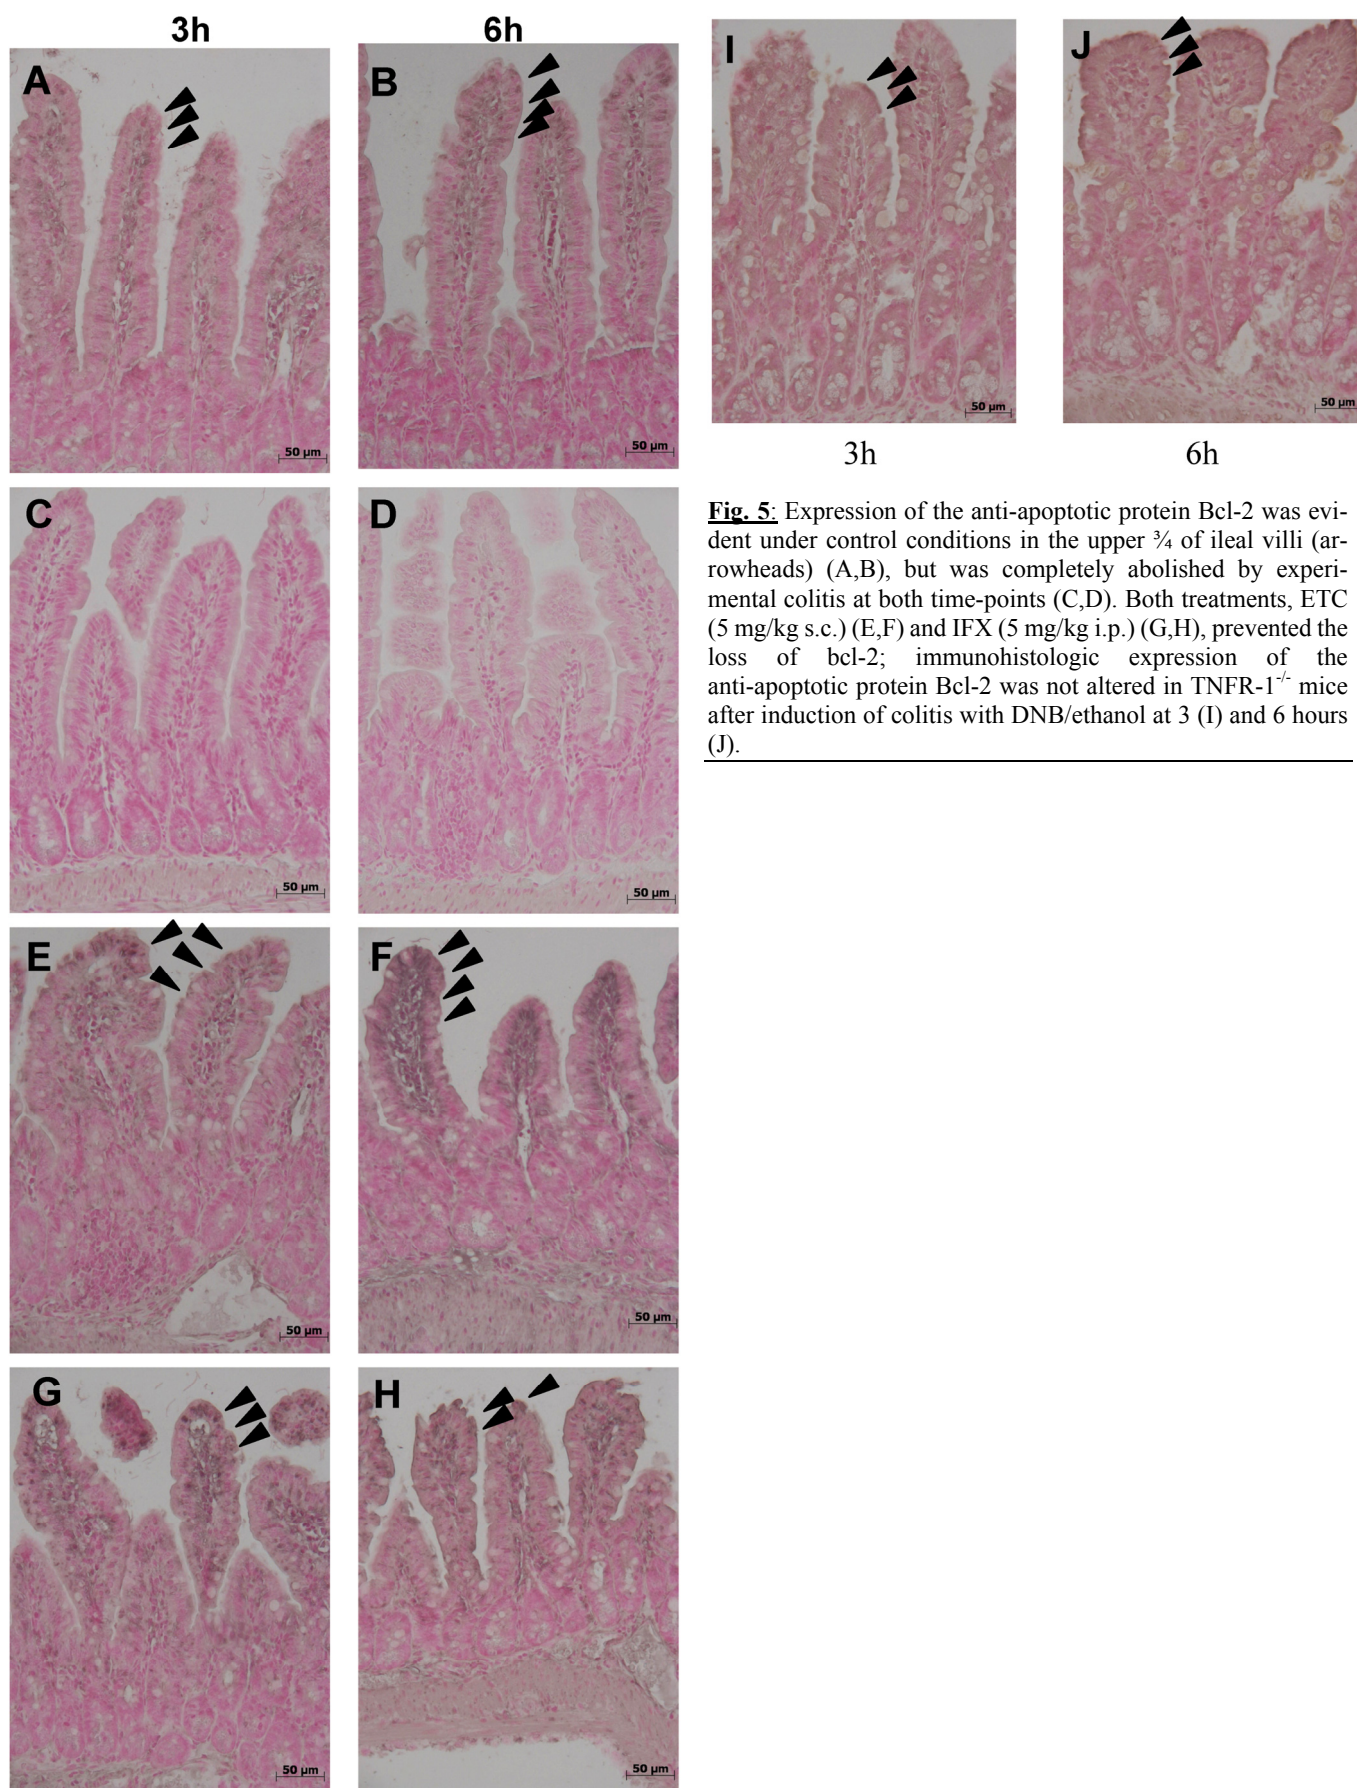 3h 6h
A
50 µm
B
50 µm
C
50 µm
D
50 µm
E
50 µm
F
50 µm
G
50 µm
H
50 µm
I
50 µm
J
50 µm
3h 6h
Fig. 5: Expression of the anti-apoptotic protein Bcl-2 was evi-
dent under control conditions in the upper ¾ of ileal villi (ar-
rowheads) (A,B), but was completely abolished by experi-
mental colitis at both time-points (C,D). Both treatments, ETC
(5 mg/kg s.c.) (E,F) and IFX (5 mg/kg i.p.) (G,H), prevented the
loss of bcl-2; immunohistologic expression of the
anti-apoptotic protein Bcl-2 was not altered in TNFR-1-/- mice
after induction of colitis with DNB/ethanol at 3 (I) and 6 hours
(J).